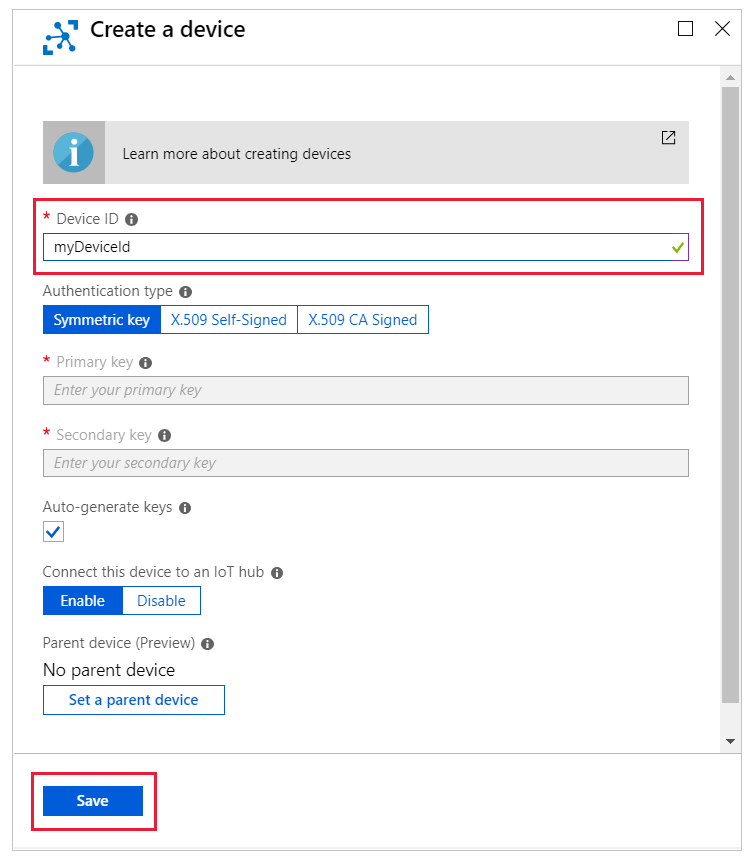 Create a device
Learn more about creating devices
* Device ID
myDeviceId
Authentication type
Symmetric key X.509 Self-Signed X.509 CA Signed
* Primary key
Enter your primary key
* Secondary key
Enter your secondary key
Auto-generate keys
Connect this device to an IoT hub
Enable Disable
Parent device (Preview)
No parent device
Set a parent device
Save